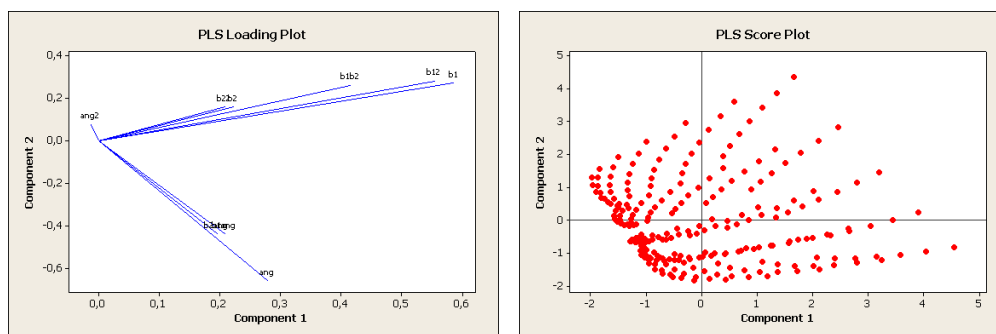 PLS Loading Plot
0,4
0,2
0,0
-0,2
-0,4
-0,6
Component 2
b12
b1
b1b2
b2
ang2
ang
0,0
0,1
0,2
0,3
0,4
0,5
0,6
Component 1
PLS Score Plot
5
4
3
2
1
0
-1
-2
Component 2
-2
-1
0
1
2
3
4
5
Component 1